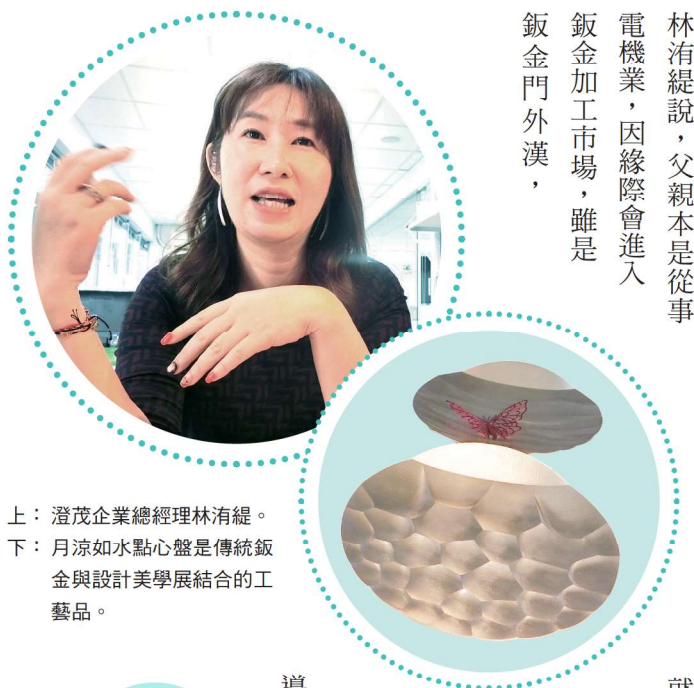 林洧緹說，父親本是從事
電機業，因緣際會進入
鈑金加工市場，雖是
鈑金門外漢，
上：澄茂企業總經理林洧緹。
下：月涼如水點心盤是傳統鈑
金與設計美學展結合的工
藝品。